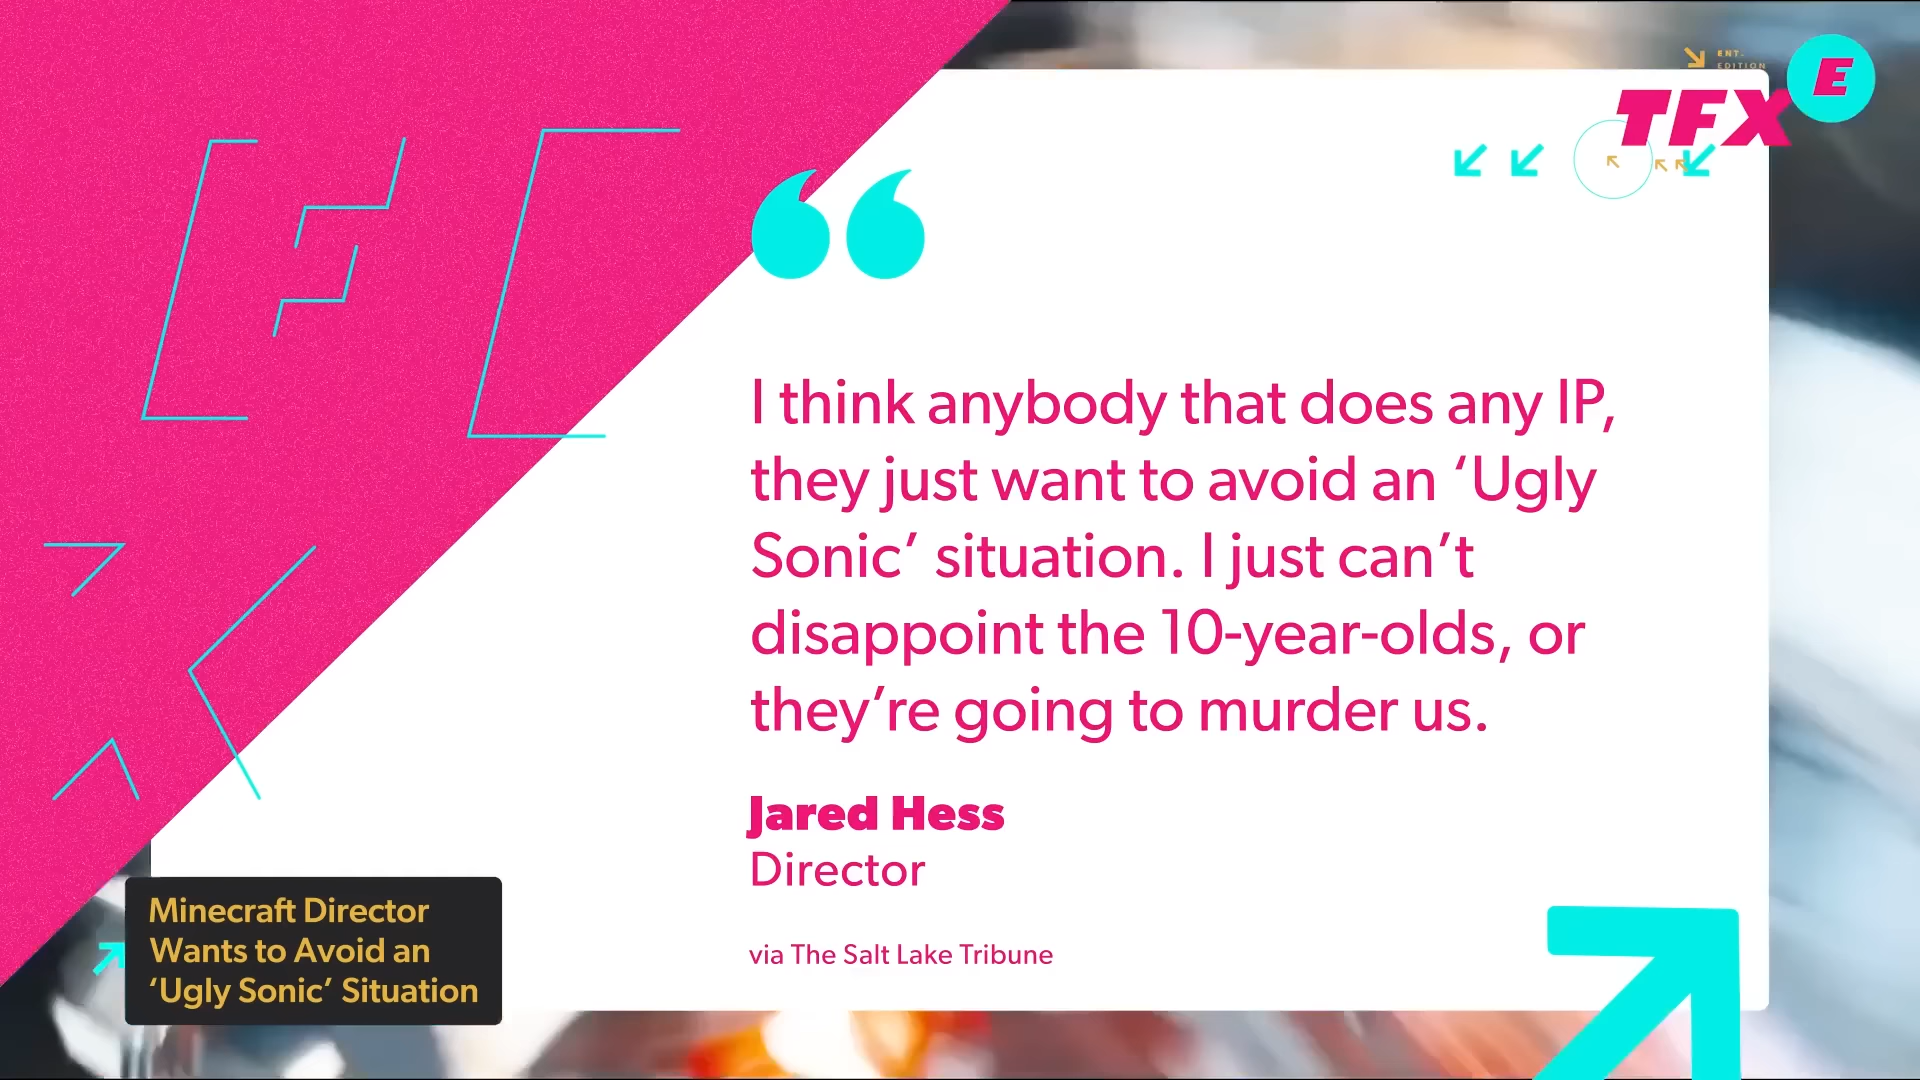 ENT.
EDITION
TFX
E
I think anybody that does any IP,
they just want to avoid an ‘Ugly
Sonic’ situation. I just can’t
disappoint the 10-year-olds, or
they’re going to murder us.
Jared Hess
Director
via The Salt Lake Tribune
Minecraft Director
Wants to Avoid an
‘Ugly Sonic’ Situation